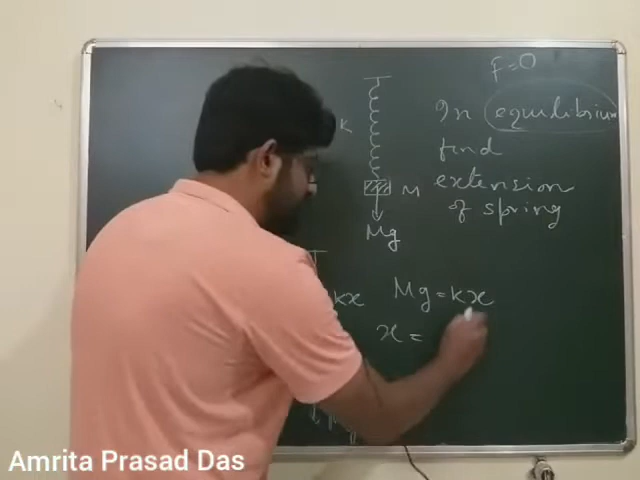 F=0
In equilibrium
find
extension
of spring
K
M
Mg
Kx
Mg=Kx
x=
Amrita Prasad Das